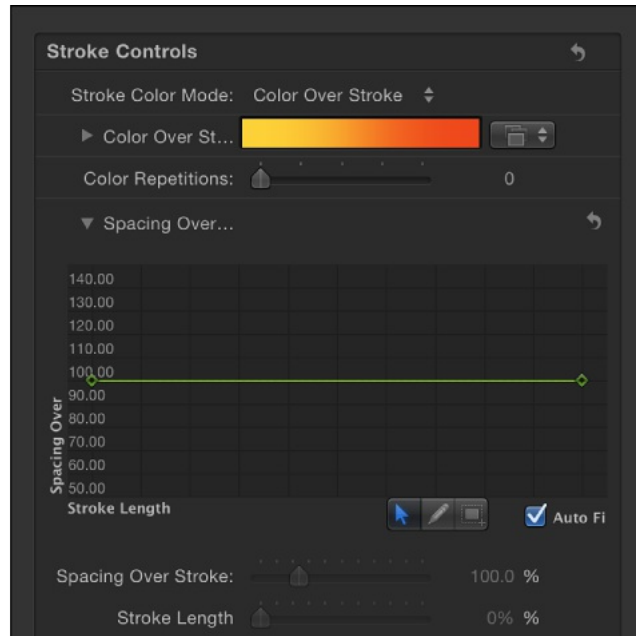 Stroke Controls
Stroke Color Mode: Color Over Stroke
Color Over St...
Color Repetitions: 0
Spacing Over...
140.00
130.00
120.00
110.00
100.00
90.00
80.00
70.00
60.00
50.00
Spacing Over
Stroke Length
Auto Fi
Spacing Over Stroke: 100.0 %
Stroke Length 0% %